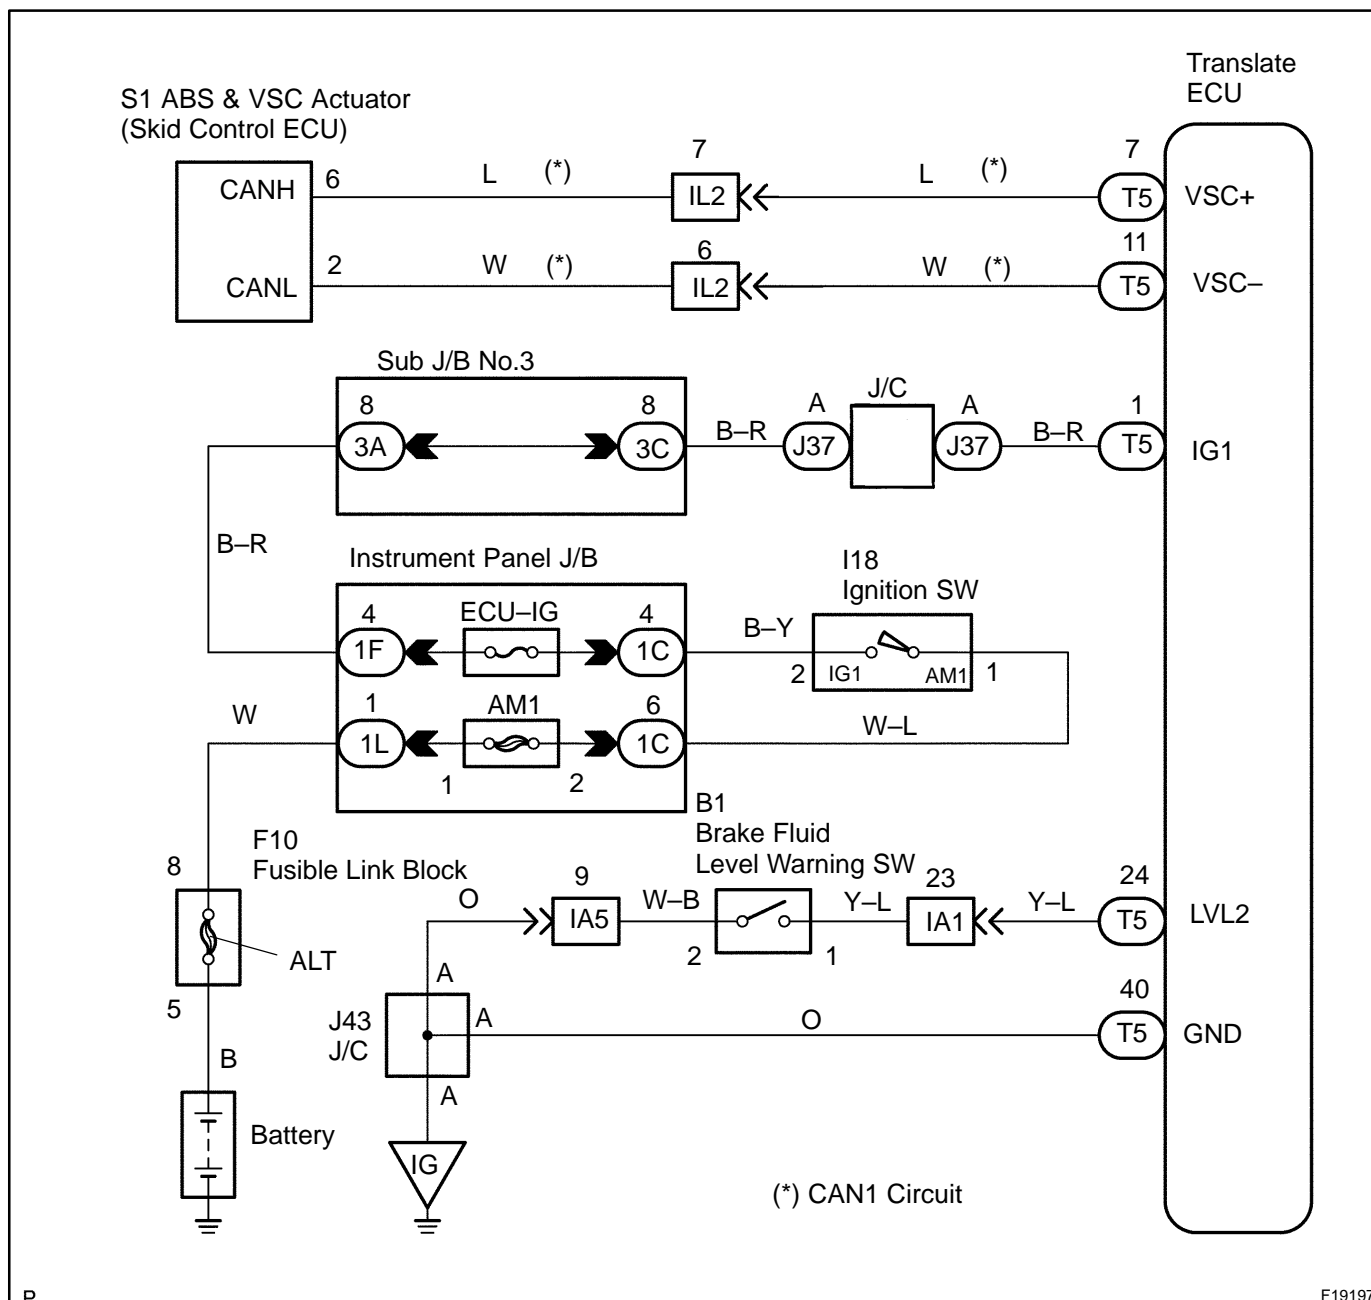 Translate
ECU
S1 ABS & VSC Actuator
(Skid Control ECU)
CANH 6 L (*) 7 IL2 L (*) 7 T5 VSC+
CANL 2 W (*) 6 IL2 W (*) 11 T5 VSC–
Sub J/B No.3
8 3A 8 3C B–R A J37 J/C A J37 B–R 1 T5 IG1
B–R
Instrument Panel J/B
I18
Ignition SW
4 1F ECU–IG 4 1C B–Y 2 IG1 AM1 1
W 1 1L AM1 1 2 6 1C W–L
B1
Brake Fluid
Level Warning SW
F10
Fusible Link Block
8
ALT
5
O 9 IA5 W–B 2 1 Y–L 23 IA1 Y–L 24 T5 LVL2
A
J43
J/C
A O 40 T5 GND
A
B
Battery
IG
(*) CAN1 Circuit